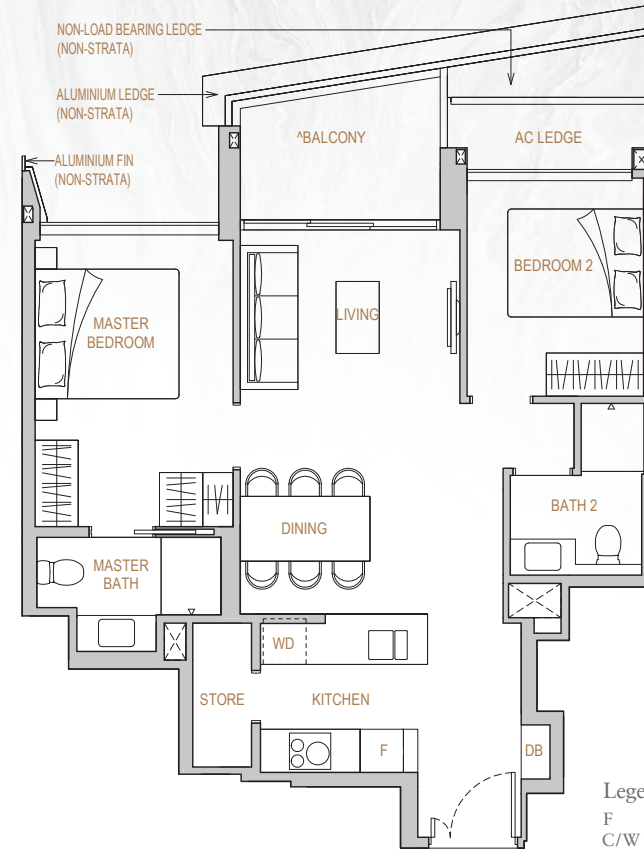 NON-LOAD BEARING LEDGE
(NON-STRATA)
ALUMINIUM LEDGE
(NON-STRATA)
^BALCONY
AC LEDGE
ALUMINIUM FIN
(NON-STRATA)
BEDROOM 2
LIVING
MASTER
BEDROOM
BATH 2
DINING
MASTER
BATH
WD
STORE
KITCHEN
F
DB
Lege
F
C/W